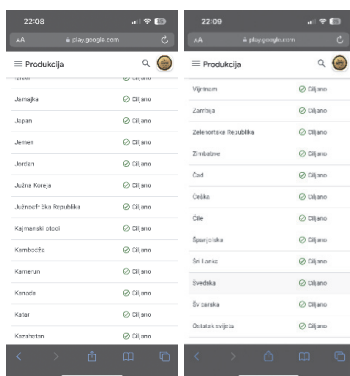 22:08
AA play.google.com
Produkcija
Jamajka Ciljano
Japan Ciljano
Jemen Ciljano
Jordan Ciljano
Južna Koreja Ciljano
Južnoafrička Republika Ciljano
Kajmanski otoci Ciljano
Kambodža Ciljano
Kamerun Ciljano
Kanada Ciljano
Katar Ciljano
Kazahstan Ciljano
22:09
AA play.google.com
Produkcija
Vijetnam Ciljano
Zambija Ciljano
Zelenortska Republika Ciljano
Zimbabve Ciljano
Čad Ciljano
Češka Ciljano
Čile Ciljano
Španjolska Ciljano
Šri Lanka Ciljano
Švedska Ciljano
Švicarska Ciljano
Ostatak svijeta Ciljano